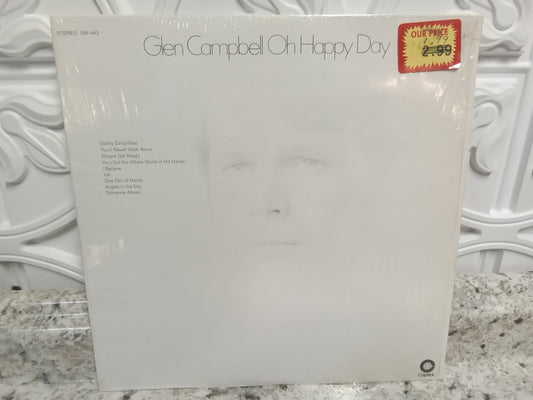 STEREO SW-443
Glen Campbell Oh Happy Day
OUR PRICE
2.99
Daddy Sang Bass
You'll Never Walk Alone
People Get Ready
He's Got the Whole World in His Hands
I Believe
He
One Pair of Hands
Angels in the Sky
Someone Above
Capitol